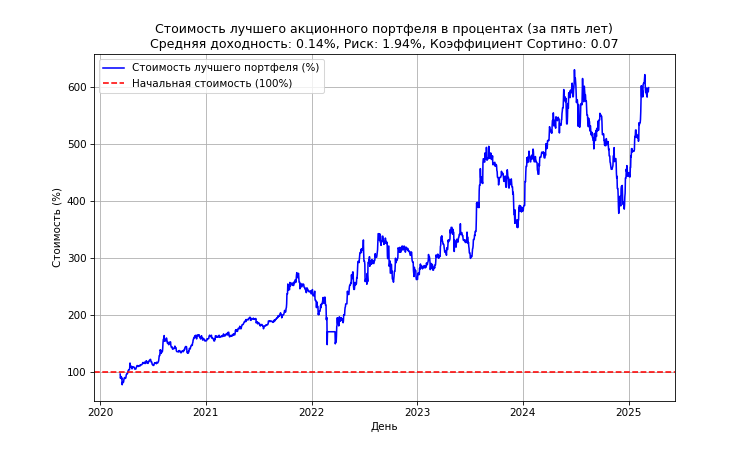 Стоимость лучшего акционного портфеля в процентах (за пять лет)
Средняя доходность: 0.14%, Риск: 1.94%, Коэффициент Сортино: 0.07
Стоимость лучшего портфеля (%)
Начальная стоимость (100%)
Стоимость (%)
600
500
400
300
200
100
2020 2021 2022 2023 2024 2025
День